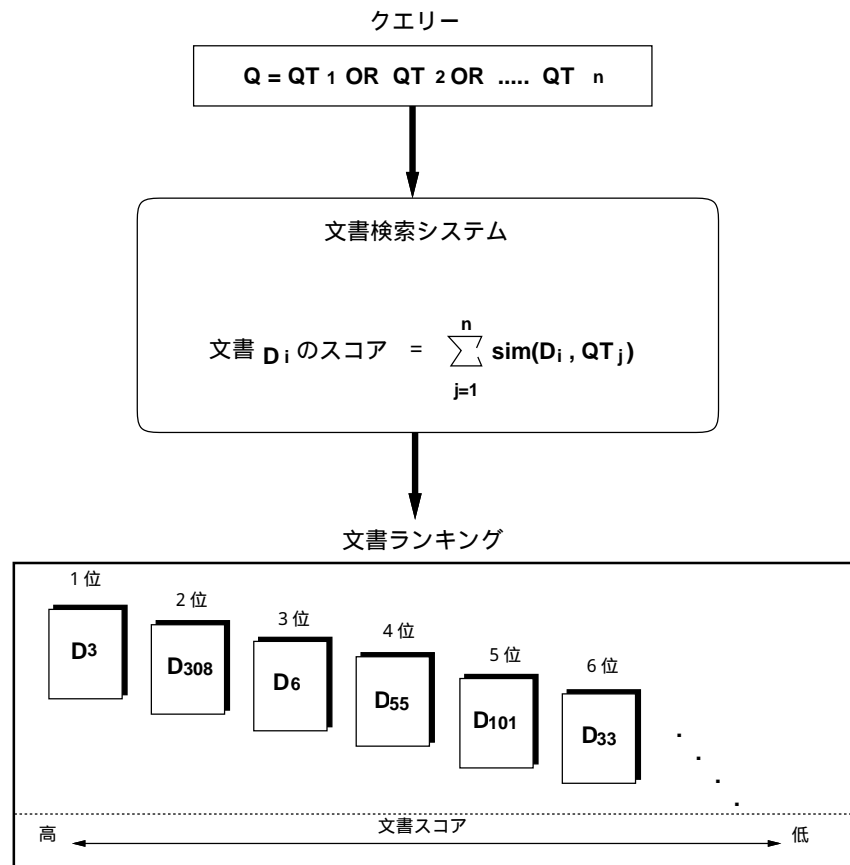 クエリー
Q = QT 1 OR QT 2 OR ..... QT n
文書検索システム
文書 D i のスコア = n ∑ j=1 sim(D i , QT j )
文書ランキング
1 位 2 位 3 位 4 位 5 位 6 位
D3 D308 D6 D55 D101 D33 . . . .
高 文書スコア 低